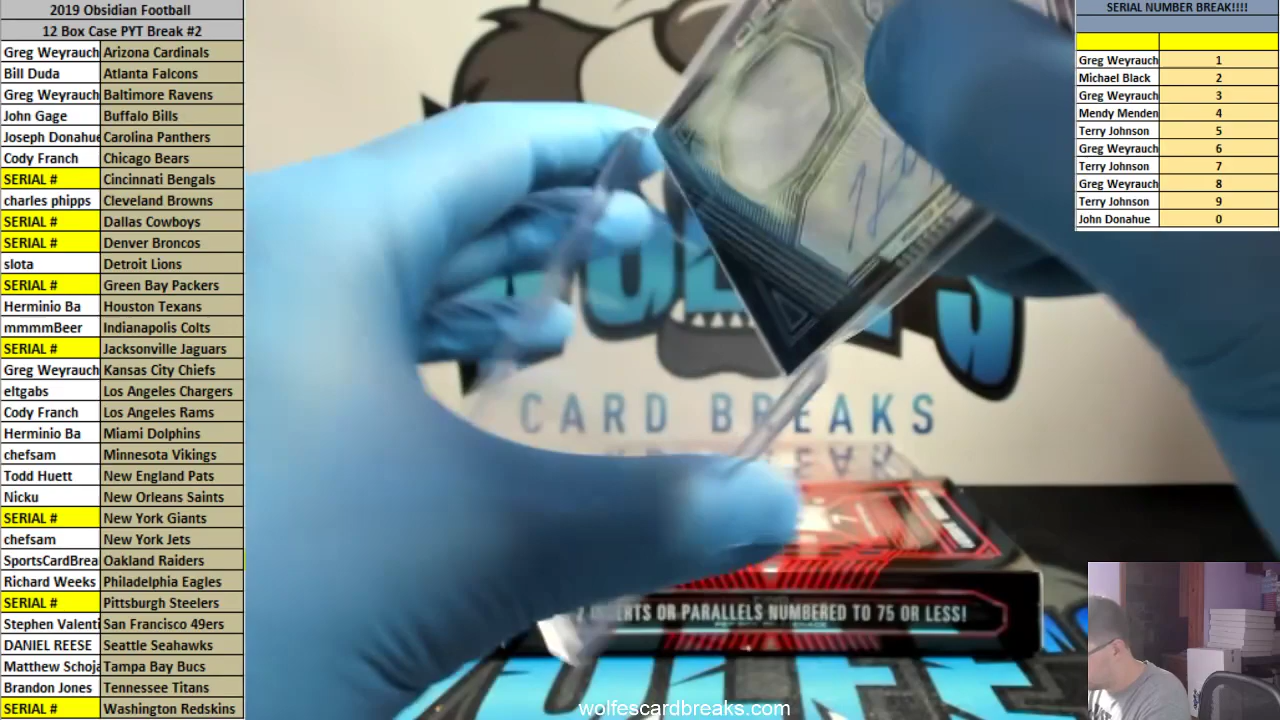 2019 Obsidian Football
12 Box Case PYT Break #2
Greg Weyrauch Arizona Cardinals
Bill Duda Atlanta Falcons
Greg Weyrauch Baltimore Ravens
John Gage Buffalo Bills
Joseph Donahue Carolina Panthers
Cody Franch Chicago Bears
SERIAL # Cincinnati Bengals
charles phipps Cleveland Browns
SERIAL # Dallas Cowboys
SERIAL # Denver Broncos
slota Detroit Lions
SERIAL # Green Bay Packers
Herminio Ba Houston Texans
mmmmBeer Indianapolis Colts
SERIAL # Jacksonville Jaguars
Greg Weyrauch Kansas City Chiefs
eltgabs Los Angeles Chargers
Cody Franch Los Angeles Rams
Herminio Ba Miami Dolphins
chefsam Minnesota Vikings
Todd Huett New England Pats
Nicku New Orleans Saints
SERIAL # New York Giants
chefsam New York Jets
SportsCardBrea Oakland Raiders
Richard Weeks Philadelphia Eagles
SERIAL # Pittsburgh Steelers
Stephen Valenti San Francisco 49ers
DANIEL REESE Seattle Seahawks
Matthew Schoja Tampa Bay Bucs
Brandon Jones Tennessee Titans
SERIAL # Washington Redskins
SERIAL NUMBER BREAK!!!!
Greg Weyrauch 1
Michael Black 2
Greg Weyrauch 3
Mendy Menden 4
Terry Johnson 5
Greg Weyrauch 6
Terry Johnson 7
Greg Weyrauch 8
Terry Johnson 9
John Donahue 0
CARD BREAKS
2 INSERTS OR PARALLELS NUMBERED TO 75 OR LESS!
wolfescardbreaks.com